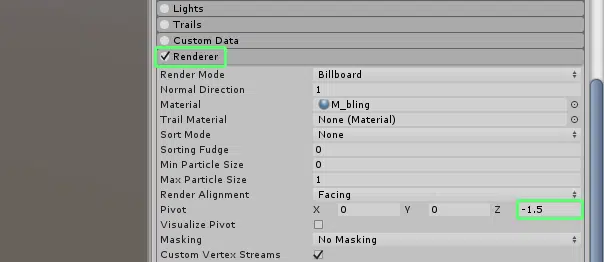 Lights
Trails
Custom Data
Renderer
Render Mode Billboard
Normal Direction 1
Material M_bling
Trail Material None (Material)
Sort Mode None
Sorting Fudge 0
Min Particle Size 0
Max Particle Size 1
Render Alignment Facing
Pivot X 0 Y 0 Z -1.5
Visualize Pivot
Masking No Masking
Custom Vertex Streams